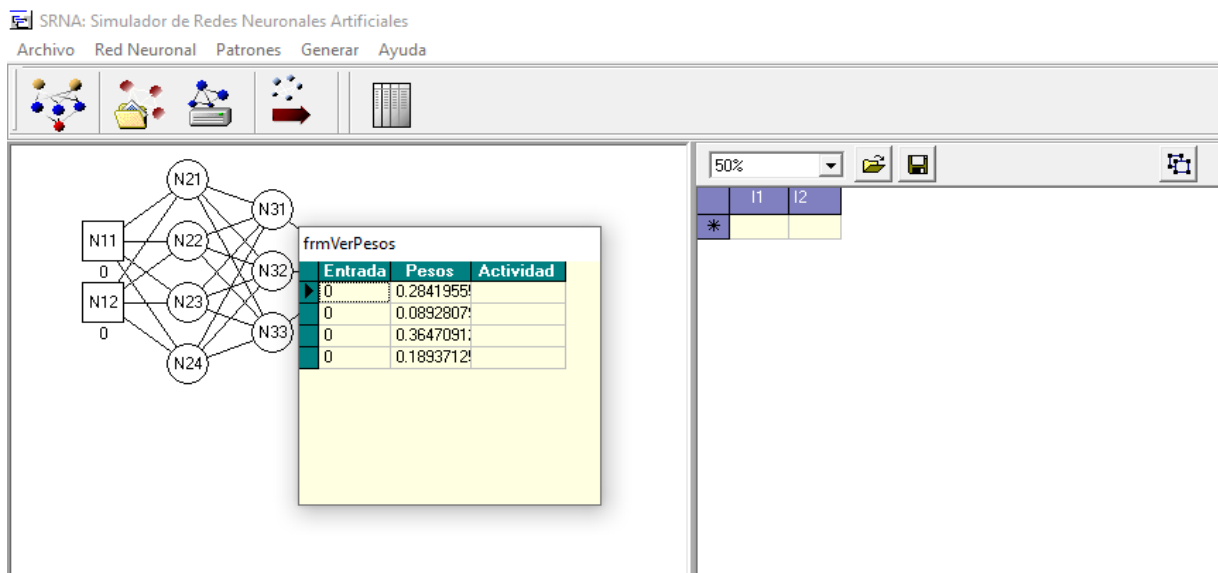 SRNA: Simulador de Redes Neuronales Artificiales
Archivo Red Neuronal Patrones Generar Ayuda
50%
I1 I2
N21
N31
N11
N22
0
N32
N12
N23
0
N33
N24
frmVerPesos
Entrada Pesos Actividad
0 0.2841955
0 0.0892807
0 0.3647091
0 0.1893712